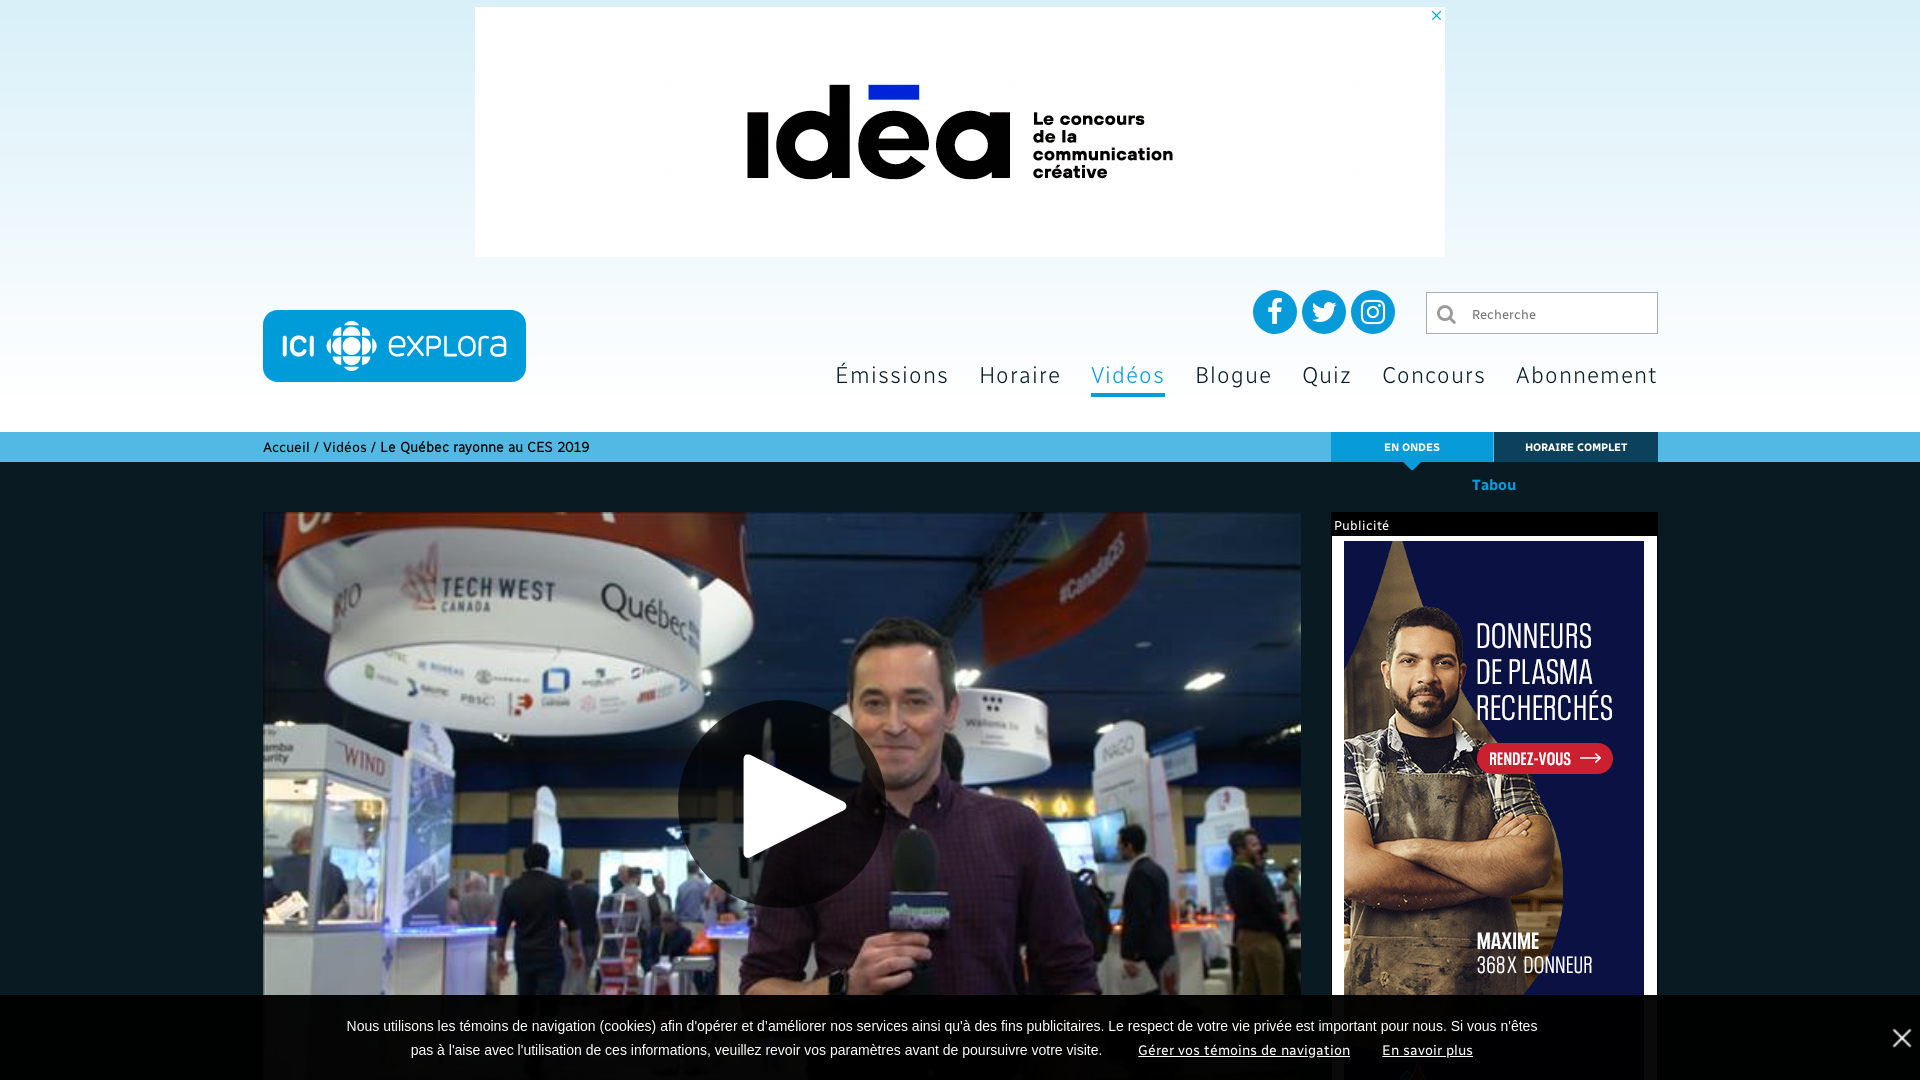 idēa
Le concours
de la
communication
créative
Recherche
ICI explora
Émissions Horaire Vidéos Blogue Quiz Concours Abonnement
Accueil / Vidéos / Le Québec rayonne au CES 2019
EN ONDES HORAIRE COMPLET
Tabou
Publicité
TECH WEST
CANADA
Québec
#CanadaCES
WIND
NAGO
DONNEURS
DE PLASMA
RECHERCHÉS
RENDEZ-VOUS
MAXIME
368X DONNEUR
Nous utilisons les témoins de navigation (cookies) afin d'opérer et d’améliorer nos services ainsi qu'à des fins publicitaires. Le respect de votre vie privée est important pour nous. Si vous n'êtes
pas à l'aise avec l'utilisation de ces informations, veuillez revoir vos paramètres avant de poursuivre votre visite. Gérer vos témoins de navigation En savoir plus